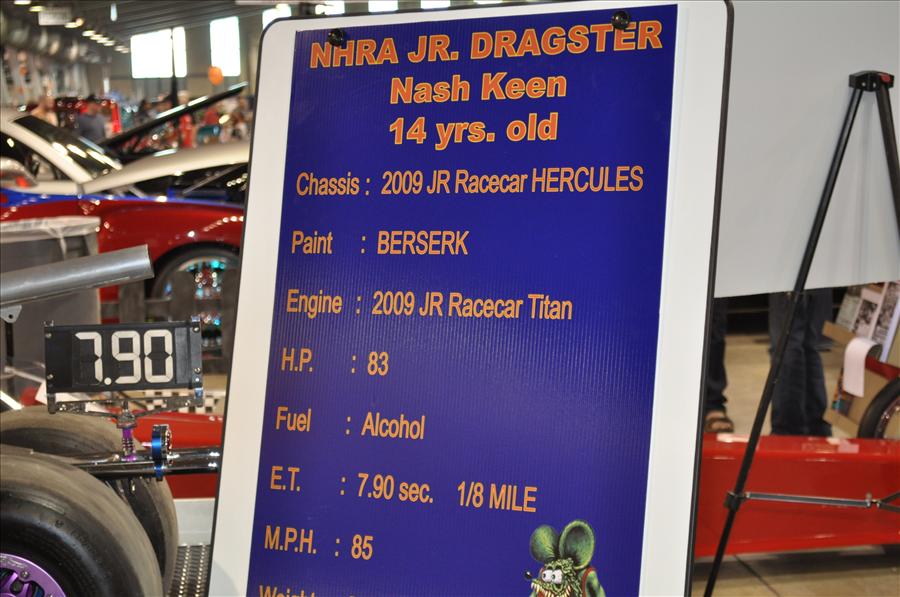 NHRA JR. DRAGSTER
Nash Keen
14 yrs. old
Chassis : 2009 JR Racecar HERCULES
Paint : BERSERK
Engine : 2009 JR Racecar Titan
H.P. : 83
Fuel : Alcohol
E.T. : 7.90 sec. 1/8 MILE
M.P.H. : 85
7.90